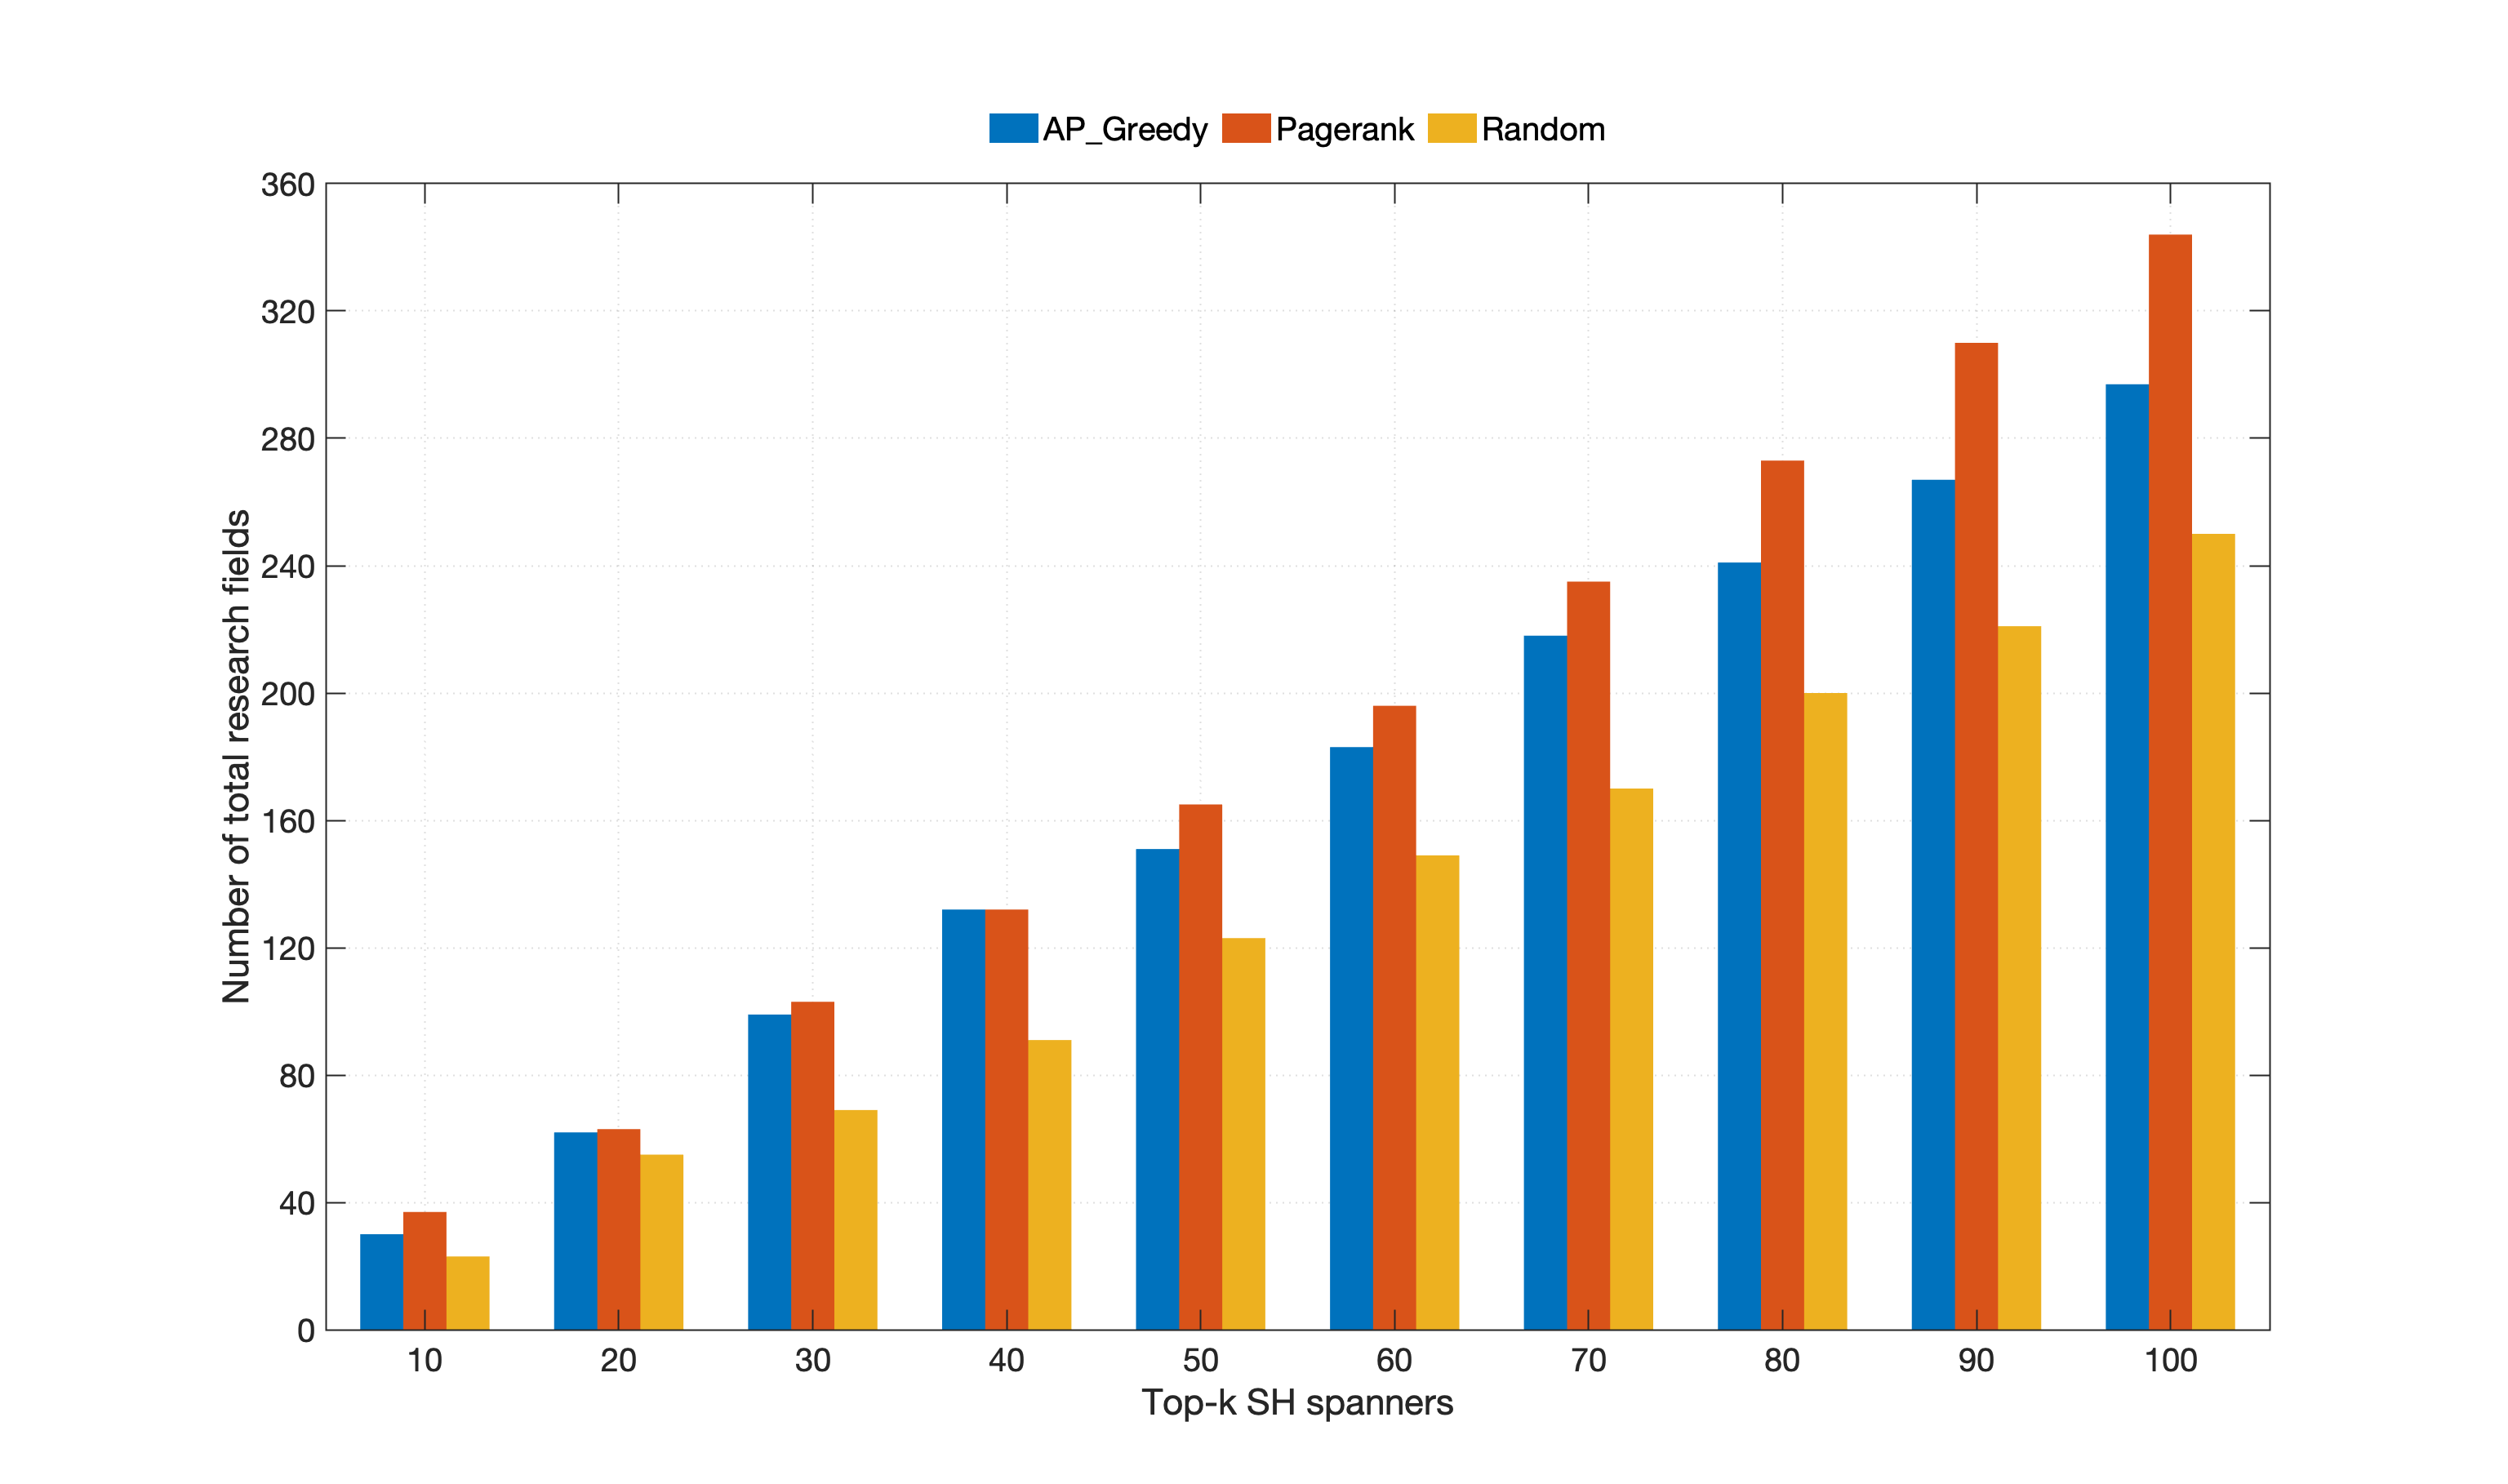 AP_Greedy Pagerank Random
360
320
280
240
200
160
120
80
40
0
Number of total research fields
10 20 30 40 50 60 70 80 90 100
Top-k SH spanners